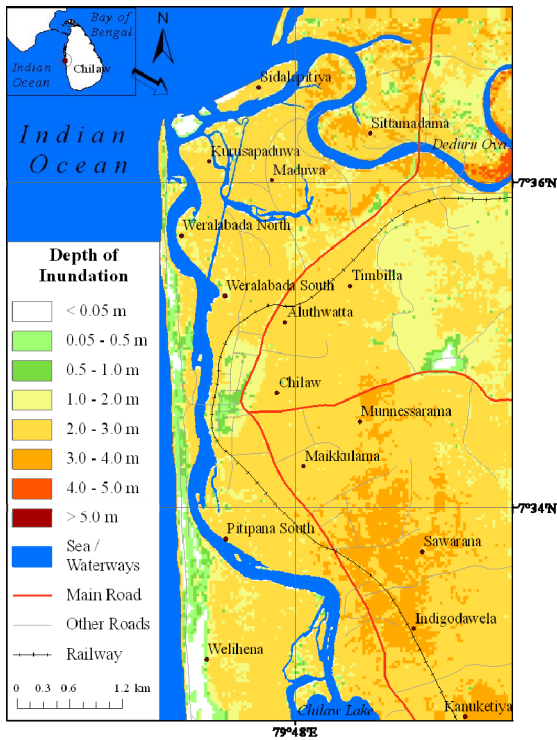 Bay of
Bengal
Indian
Ocean
Chilaw
N
Indian
Ocean
Sidalepitiya
Sittamadama
Deduru Oya
Kurusapaduwa
Maduwa
7°36'N
Weralabada North
Weralabada South
Timbilla
Aluthwatta
Chilaw
Munnessarama
Maikkulama
7°34'N
Pitipana South
Sawarana
Indigodawela
Welihena
Chilaw Lake
Kanuketiya
79°48'E
Depth of
Inundation
< 0.05 m
0.05 - 0.5 m
0.5 - 1.0 m
1.0 - 2.0 m
2.0 - 3.0 m
3.0 - 4.0 m
4.0 - 5.0 m
> 5.0 m
Sea /
Waterways
Main Road
Other Roads
Railway
0 0.3 0.6 1.2 km